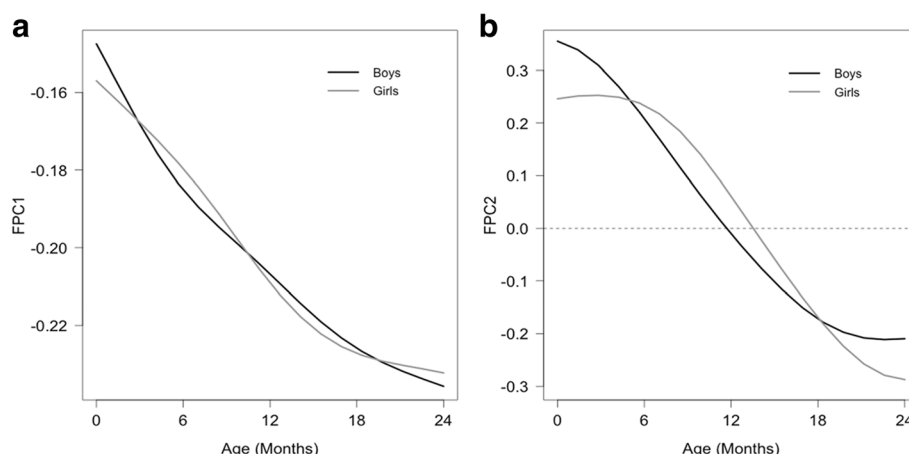 a
Boys
Girls
-0.16
-0.18
-0.20
-0.22
FPC1
0 6 12 18 24
Age (Months)
b
Boys
Girls
0.3
0.2
0.1
0.0
-0.1
-0.2
-0.3
FPC2
0 6 12 18 24
Age (Months)